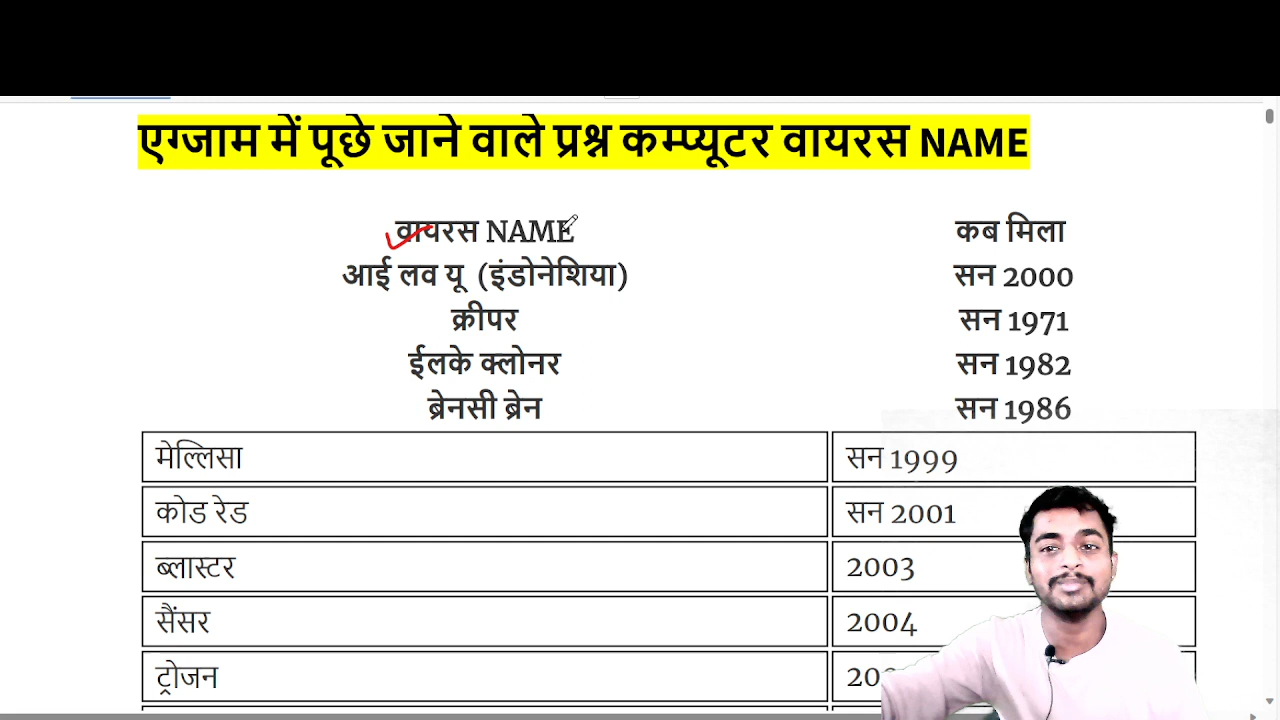 एग्जाम में पूछे जाने वाले प्रश्न कम्प्यूटर वायरस NAME
वायरस NAME कब मिला
आई लव यू (इंडोनेशिया) सन 2000
क्रीपर सन 1971
ईलके क्लोनर सन 1982
ब्रेनसी ब्रेन सन 1986
मेल्लिसा सन 1999
कोड रेड सन 2001
ब्लास्टर 2003
सैंसर 2004
ट्रोजन